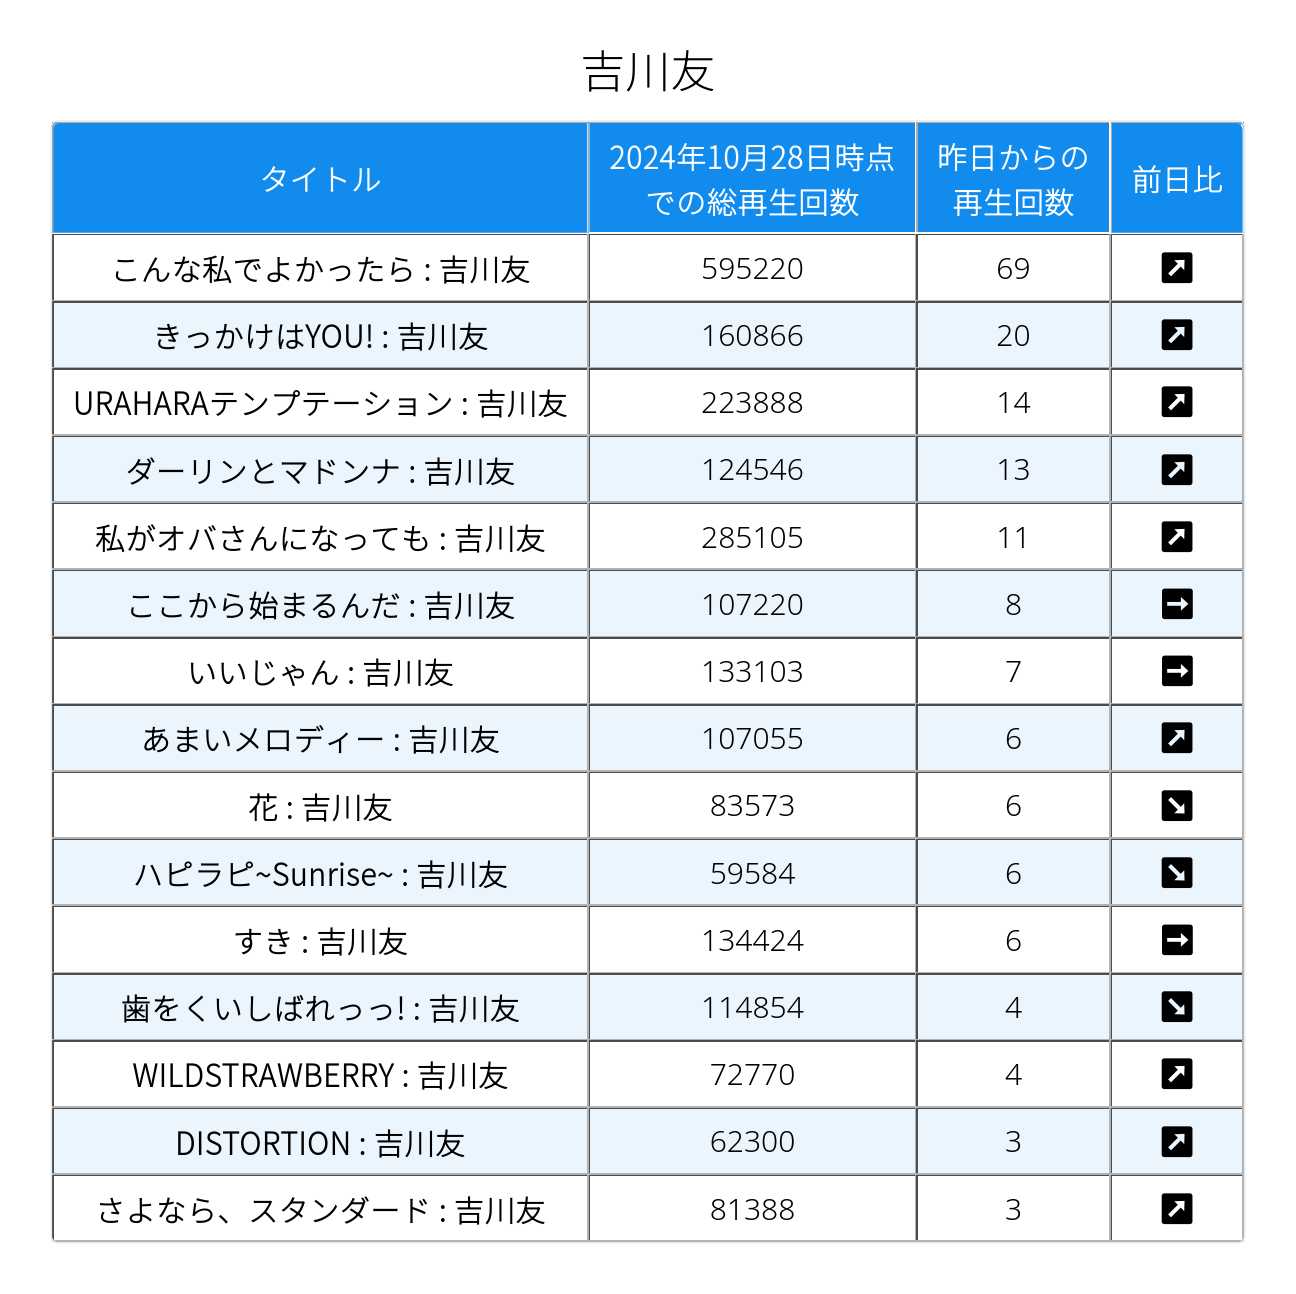 吉川友
タイトル
2024年10月28日時点
での総再生回数
昨日からの
再生回数
前日比
こんな私でよかったら : 吉川友 595220 69 ↗
きっかけはYOU! : 吉川友 160866 20 ↗
URAHARAテンプテーション : 吉川友 223888 14 ↗
ダーリンとマドンナ : 吉川友 124546 13 ↗
私がオバさんになっても : 吉川友 285105 11 ↗
ここから始まるんだ : 吉川友 107220 8 →
いいじゃん : 吉川友 133103 7 →
あまいメロディー : 吉川友 107055 6 ↗
花 : 吉川友 83573 6 ↘
ハピラピ~Sunrise~ : 吉川友 59584 6 ↘
すき : 吉川友 134424 6 →
歯をくいしばれっっ! : 吉川友 114854 4 ↘
WILDSTRAWBERRY : 吉川友 72770 4 ↗
DISTORTION : 吉川友 62300 3 ↗
さよなら、スタンダード : 吉川友 81388 3 ↗